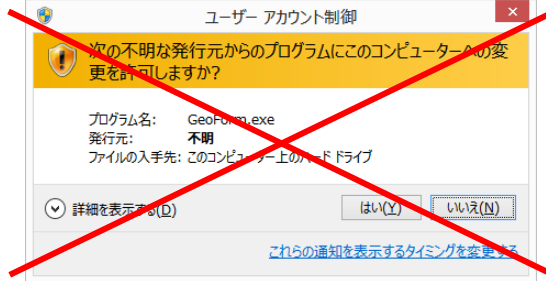 ユーザー アカウント制御
次の不明な発行元からのプログラムにこのコンピューターへの変
更を許可しますか?
プログラム名: GeoForm.exe
発行元: 不明
ファイルの入手先: このコンピューター上のハード ドライブ
詳細を表示する(D)
はい(Y)
いいえ(N)
これらの通知を表示するタイミングを変更する